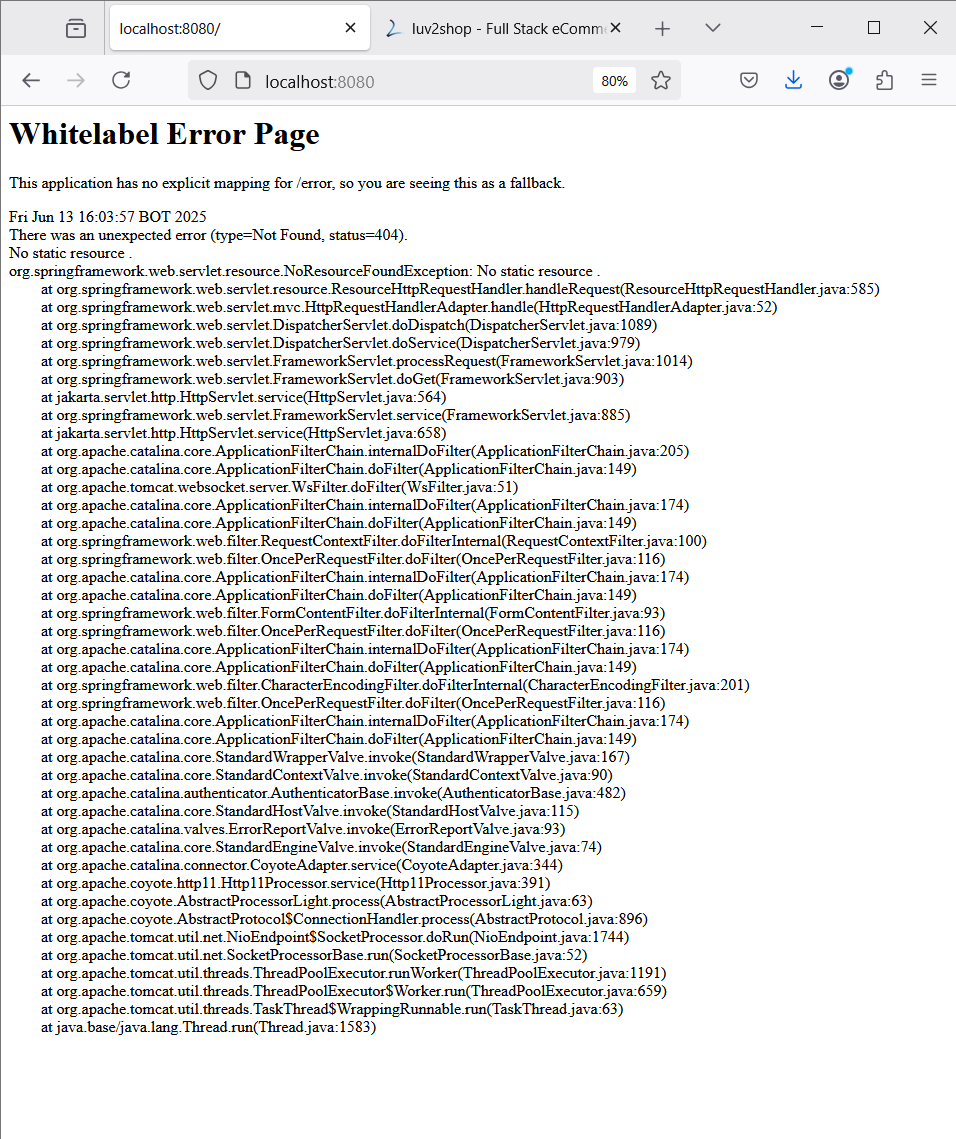 localhost:8080/
luv2shop - Full Stack eComme
localhost:8080
80%
Whitelabel Error Page
This application has no explicit mapping for /error, so you are seeing this as a fallback.
Fri Jun 13 16:03:57 BOT 2025
There was an unexpected error (type=Not Found, status=404).
No static resource .
org.springframework.web.servlet.resource.NoResourceFoundException: No static resource .
at org.springframework.web.servlet.resource.ResourceHttpRequestHandler.handleRequest(ResourceHttpRequestHandler.java:585)
at org.springframework.web.servlet.mvc.HttpRequestHandlerAdapter.handle(HttpRequestHandlerAdapter.java:52)
at org.springframework.web.servlet.DispatcherServlet.doDispatch(DispatcherServlet.java:1089)
at org.springframework.web.servlet.DispatcherServlet.doService(DispatcherServlet.java:979)
at org.springframework.web.servlet.FrameworkServlet.processRequest(FrameworkServlet.java:1014)
at org.springframework.web.servlet.FrameworkServlet.doGet(FrameworkServlet.java:903)
at jakarta.servlet.http.HttpServlet.service(HttpServlet.java:564)
at org.springframework.web.servlet.FrameworkServlet.service(FrameworkServlet.java:885)
at jakarta.servlet.http.HttpServlet.service(HttpServlet.java:658)
at org.apache.catalina.core.ApplicationFilterChain.internalDoFilter(ApplicationFilterChain.java:205)
at org.apache.catalina.core.ApplicationFilterChain.doFilter(ApplicationFilterChain.java:149)
at org.apache.tomcat.websocket.server.WsFilter.doFilter(WsFilter.java:51)
at org.apache.catalina.core.ApplicationFilterChain.internalDoFilter(ApplicationFilterChain.java:174)
at org.apache.catalina.core.ApplicationFilterChain.doFilter(ApplicationFilterChain.java:149)
at org.springframework.web.filter.RequestContextFilter.doFilterInternal(RequestContextFilter.java:100)
at org.springframework.web.filter.OncePerRequestFilter.doFilter(OncePerRequestFilter.java:116)
at org.apache.catalina.core.ApplicationFilterChain.internalDoFilter(ApplicationFilterChain.java:174)
at org.apache.catalina.core.ApplicationFilterChain.doFilter(ApplicationFilterChain.java:149)
at org.springframework.web.filter.FormContentFilter.doFilterInternal(FormContentFilter.java:93)
at org.springframework.web.filter.OncePerRequestFilter.doFilter(OncePerRequestFilter.java:116)
at org.apache.catalina.core.ApplicationFilterChain.internalDoFilter(ApplicationFilterChain.java:174)
at org.apache.catalina.core.ApplicationFilterChain.doFilter(ApplicationFilterChain.java:149)
at org.springframework.web.filter.CharacterEncodingFilter.doFilterInternal(CharacterEncodingFilter.java:201)
at org.springframework.web.filter.OncePerRequestFilter.doFilter(OncePerRequestFilter.java:116)
at org.apache.catalina.core.ApplicationFilterChain.internalDoFilter(ApplicationFilterChain.java:174)
at org.apache.catalina.core.ApplicationFilterChain.doFilter(ApplicationFilterChain.java:149)
at org.apache.catalina.core.StandardWrapperValve.invoke(StandardWrapperValve.java:167)
at org.apache.catalina.core.StandardContextValve.invoke(StandardContextValve.java:90)
at org.apache.catalina.authenticator.AuthenticatorBase.invoke(AuthenticatorBase.java:482)
at org.apache.catalina.core.StandardHostValve.invoke(StandardHostValve.java:115)
at org.apache.catalina.valves.ErrorReportValve.invoke(ErrorReportValve.java:93)
at org.apache.catalina.core.StandardEngineValve.invoke(StandardEngineValve.java:74)
at org.apache.catalina.connector.CoyoteAdapter.service(CoyoteAdapter.java:344)
at org.apache.coyote.http11.Http11Processor.service(Http11Processor.java:391)
at org.apache.coyote.AbstractProcessorLight.process(AbstractProcessorLight.java:63)
at org.apache.coyote.AbstractProtocol$ConnectionHandler.process(AbstractProtocol.java:896)
at org.apache.tomcat.util.net.NioEndpoint$SocketProcessor.doRun(NioEndpoint.java:1744)
at org.apache.tomcat.util.net.SocketProcessorBase.run(SocketProcessorBase.java:52)
at org.apache.tomcat.util.threads.ThreadPoolExecutor.runWorker(ThreadPoolExecutor.java:1191)
at org.apache.tomcat.util.threads.ThreadPoolExecutor$Worker.run(ThreadPoolExecutor.java:659)
at org.apache.tomcat.util.threads.TaskThread$WrappingRunnable.run(TaskThread.java:63)
at java.base/java.lang.Thread.run(Thread.java:1583)